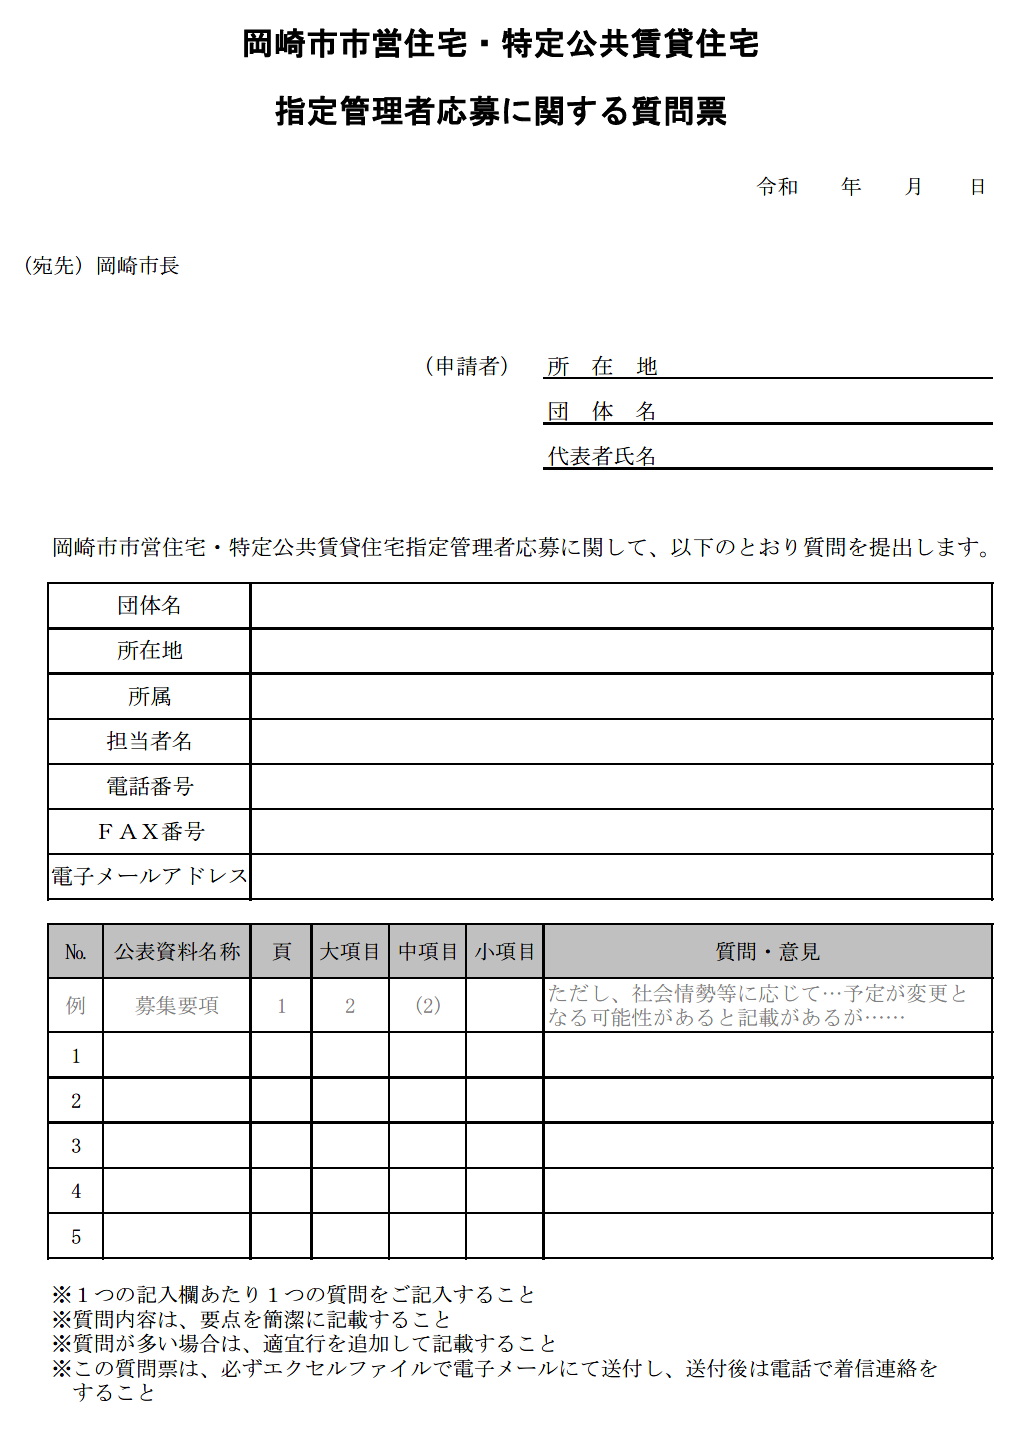 岡崎市市営住宅・特定公共賃貸住宅
指定管理者応募に関する質問票
令和　　年　　月　　日
（宛先）岡崎市長
（申請者）　所　在　地
団　体　名
代表者氏名
岡崎市市営住宅・特定公共賃貸住宅指定管理者応募に関して、以下のとおり質問を提出します。
団体名
所在地
所属
担当者名
電話番号
ＦＡＸ番号
電子メールアドレス
№　公表資料名称　頁　大項目　中項目　小項目　質問・意見
例　募集要項　1　2　(2)　ただし、社会情勢等に応じて…予定が変更と
なる可能性があると記載があるが……
1
2
3
4
5
※１つの記入欄あたり１つの質問をご記入すること
※質問内容は、要点を簡潔に記載すること
※質問が多い場合は、適宜行を追加して記載すること
※この質問票は、必ずエクセルファイルで電子メールにて送付し、送付後は電話で着信連絡を
すること